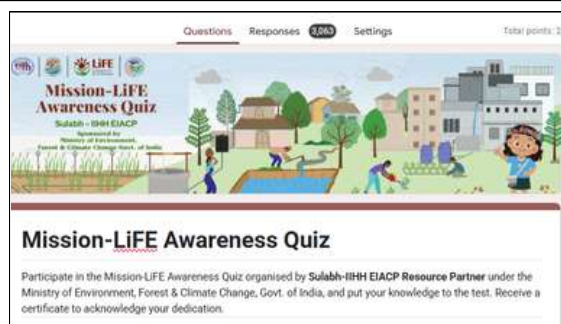 Questions Responses 3,063 Settings
Total points:
LiFE
Mission-LiFE
Awareness Quiz
Sulabh - IIHH EIACP
Sponsored by
Ministry of Environment,
Forest & Climate Change Govt. of India
Mission-LiFE Awareness Quiz
Participate in the Mission-LiFE Awareness Quiz organised by Sulabh-IIHH EIACP Resource Partner under the
Ministry of Environment, Forest & Climate Change, Govt. of India, and put your knowledge to the test. Receive a
certificate to acknowledge your dedication.